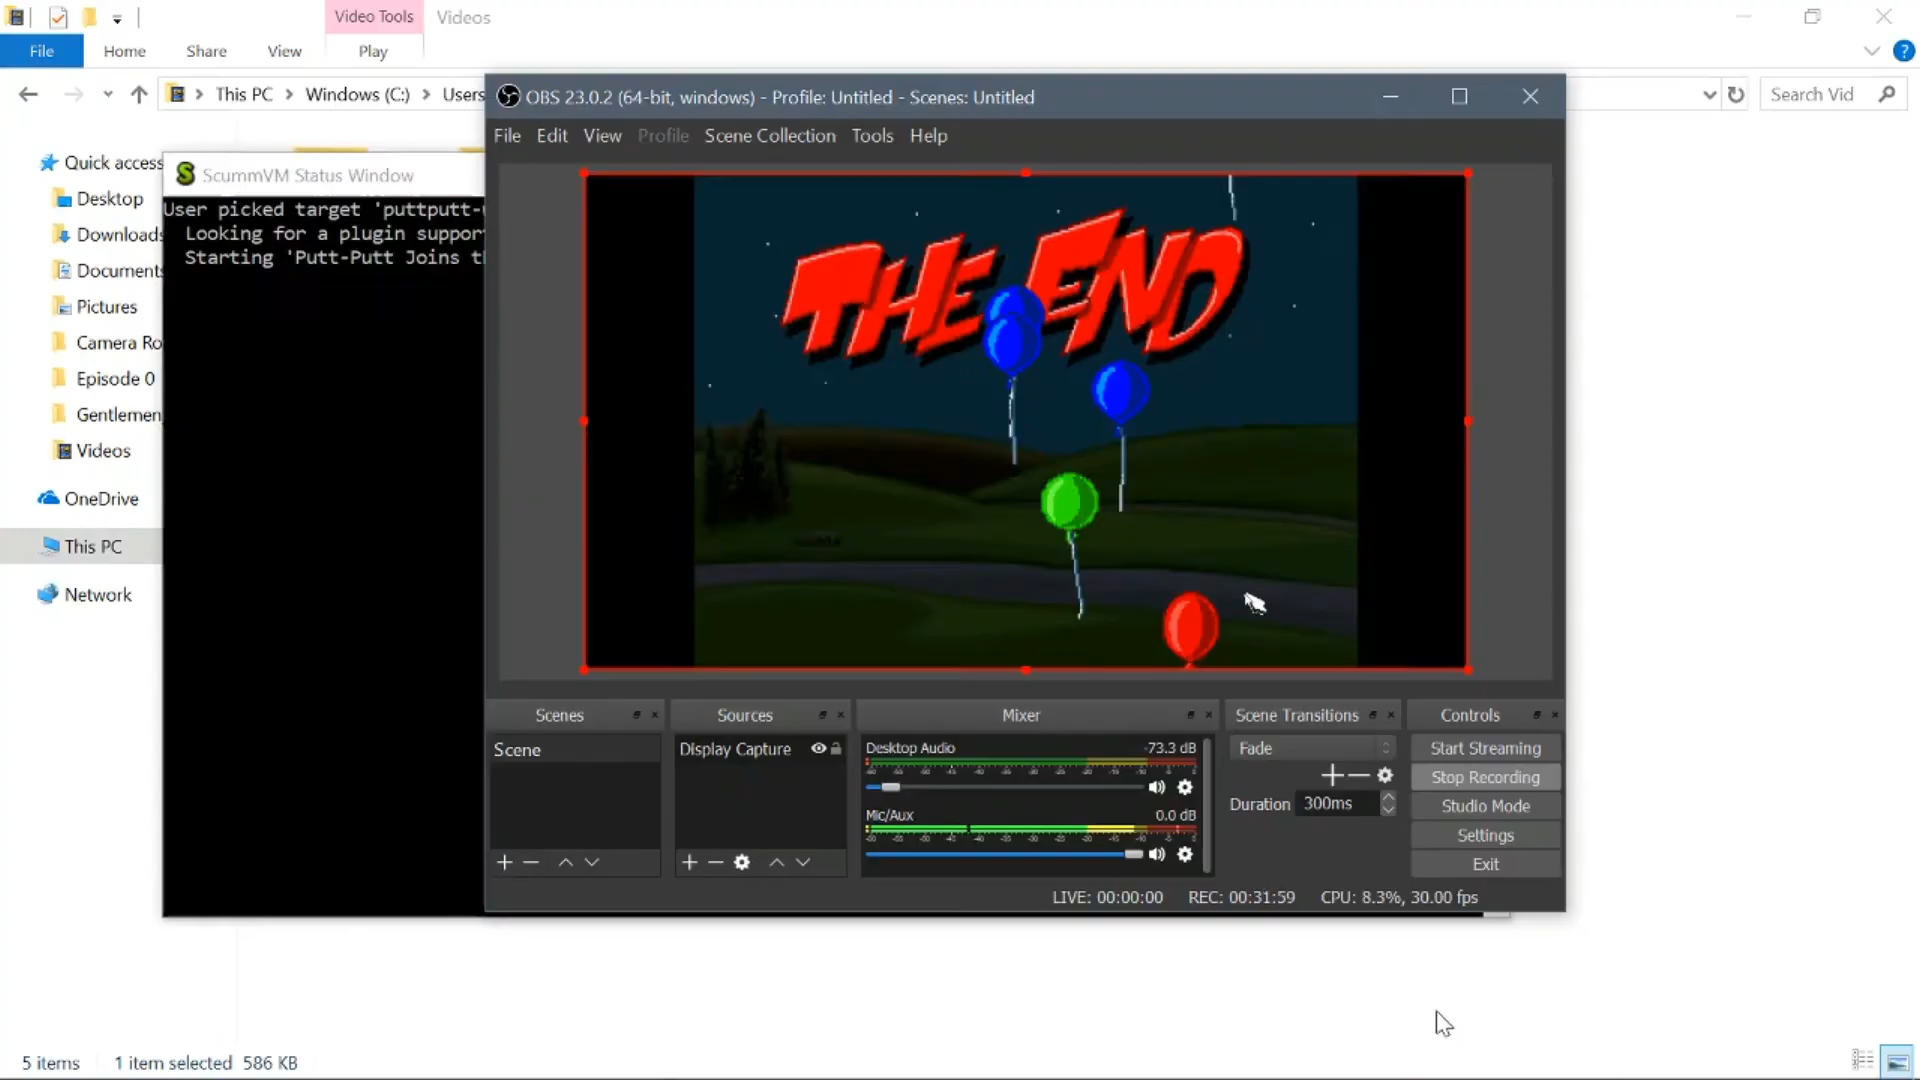 Video Tools
Videos
File
Home
Share
View
Play
This PC
Windows (C:)
Users
Search Vid
Quick access
Desktop
Downloads
Documents
Pictures
Camera Ro
Episode 0
Gentlemen
Videos
OneDrive
This PC
Network
ScummVM Status Window
User picked target 'puttputt-
Looking for a plugin suppor
Starting 'Putt-Putt Joins t
OBS 23.0.2 (64-bit, windows) - Profile: Untitled - Scenes: Untitled
File Edit View Profile Scene Collection Tools Help
THE END
Scenes
Scene
Sources
Display Capture
Mixer
Desktop Audio
-73.3 dB
Mic/Aux
0.0 dB
Scene Transitions
Fade
Duration 300ms
Controls
Start Streaming
Stop Recording
Studio Mode
Settings
Exit
LIVE: 00:00:00
REC: 00:31:59
CPU: 8.3%, 30.00 fps
5 items
1 item selected 586 KB